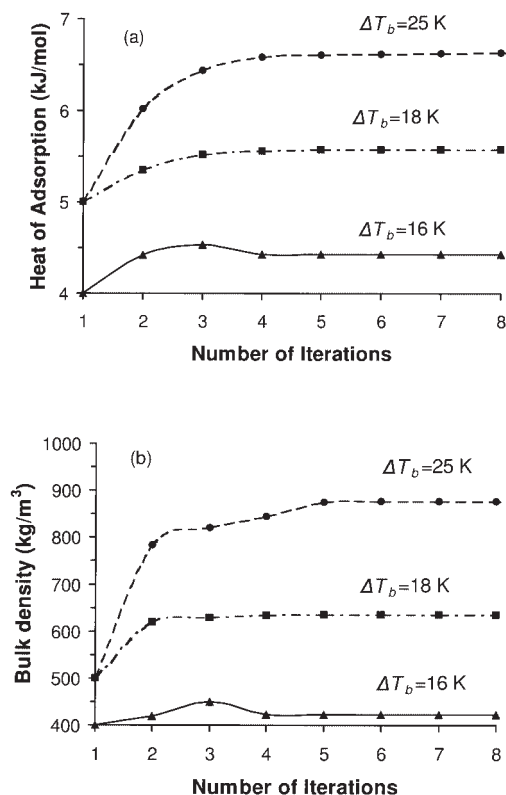 (a)
ΔT_b=25 K
ΔT_b=18 K
ΔT_b=16 K
Heat of Adsorption (kJ/mol)
7
6
5
4
1 2 3 4 5 6 7 8
Number of Iterations
(b)
ΔT_b=25 K
ΔT_b=18 K
ΔT_b=16 K
Bulk density (kg/m³)
1000
900
800
700
600
500
400
1 2 3 4 5 6 7 8
Number of Iterations